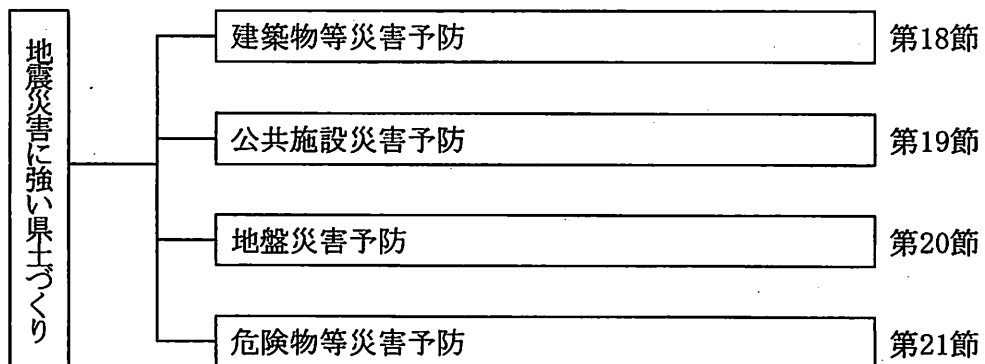 地震災害に強い県土づくり
建築物等災害予防 第18節
公共施設災害予防 第19節
地盤災害予防 第20節
危険物等災害予防 第21節